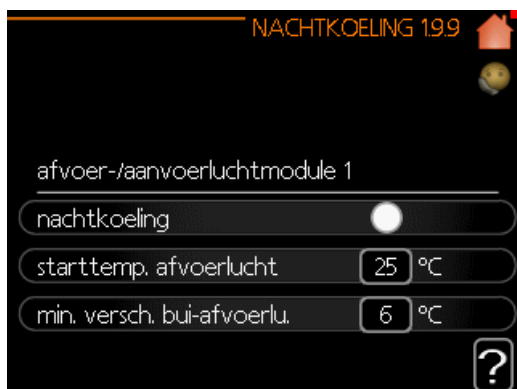 NACHTKOELING 1.9.9
afvoer-/aanvoerluchtmodule 1
nachtkoeling
starttemp. afvoerlucht 25 °C
min. versch. bui-afvoerlu. 6 °C
?